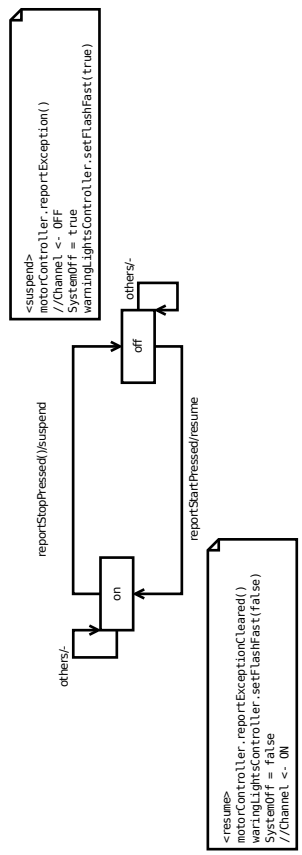 <suspend>
motorController.reportException()
//Channel <- OFF
SystemOff = true
warningLightsController.setFlashFast(true)
others/-
off
reportStopPressed()/suspend
reportStartPressed/resume
on
others/-
<resume>
motorController.reportExceptionCleared()
waringLightsController.setFlashFast(false)
SystemOff = false
//Channel <- ON